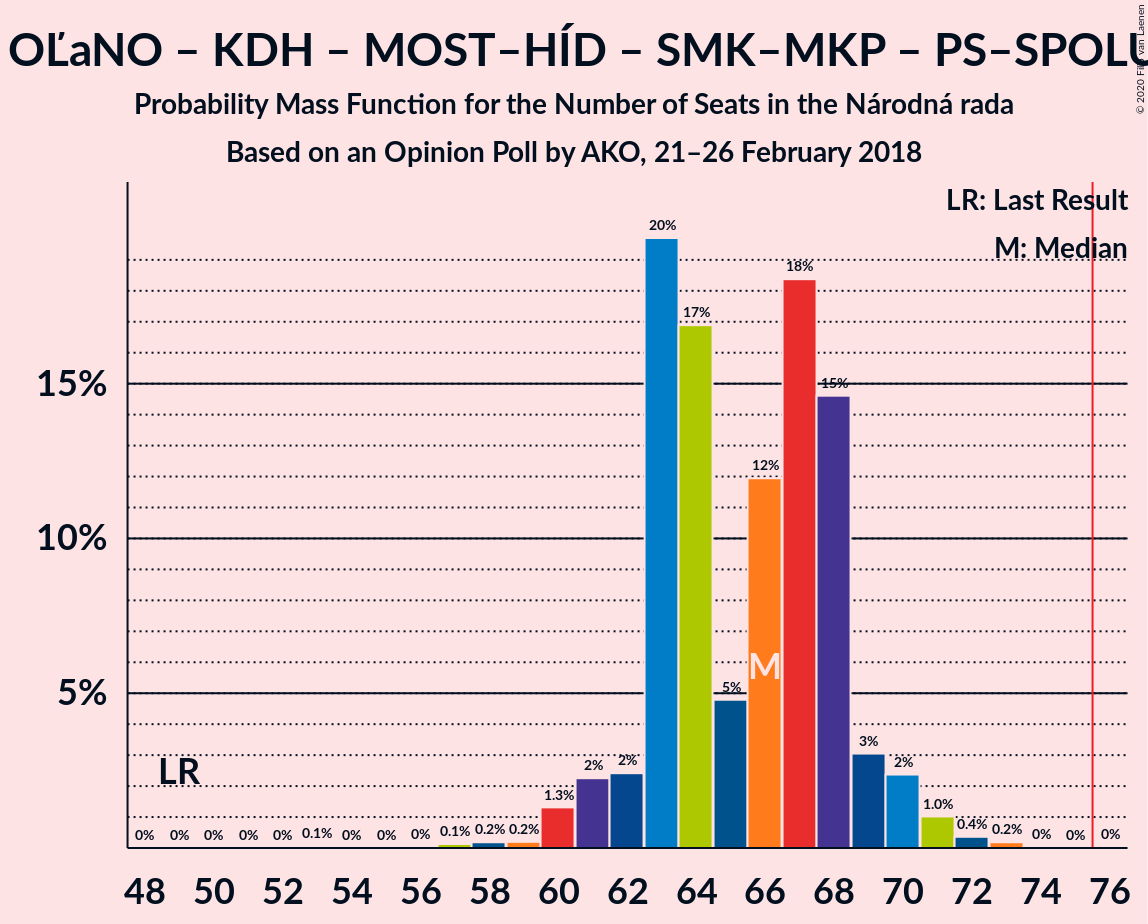 OĽaNO – KDH – MOST–HÍD – SMK–MKP – PS–SPOLU
© 2020 Filip van Laenen
Probability Mass Function for the Number of Seats in the Národná rada
Based on an Opinion Poll by AKO, 21–26 February 2018
LR: Last Result
M: Median
15%
10%
5%
LR
M
0% 0% 0% 0% 0% 0.1% 0% 0% 0% 0.1% 0.2% 0.2% 1.3% 2% 2% 20% 17% 5% 12% 18% 15% 3% 2% 1.0% 0.4% 0.2% 0% 0% 0%
48 50 52 54 56 58 60 62 64 66 68 70 72 74 76